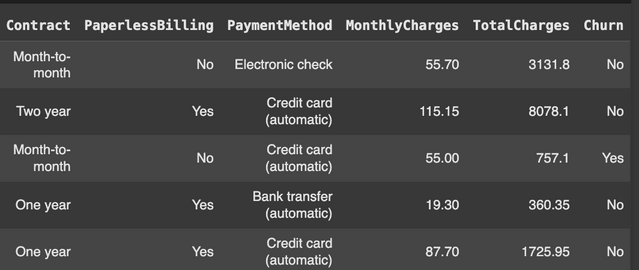 Contract PaperlessBilling PaymentMethod MonthlyCharges TotalCharges Churn
Month-to-
month No Electronic check 55.70 3131.8 No
Two year Yes Credit card
(automatic) 115.15 8078.1 No
Month-to-
month No Credit card
(automatic) 55.00 757.1 Yes
One year Yes Bank transfer
(automatic) 19.30 360.35 No
One year Yes Credit card
(automatic) 87.70 1725.95 No